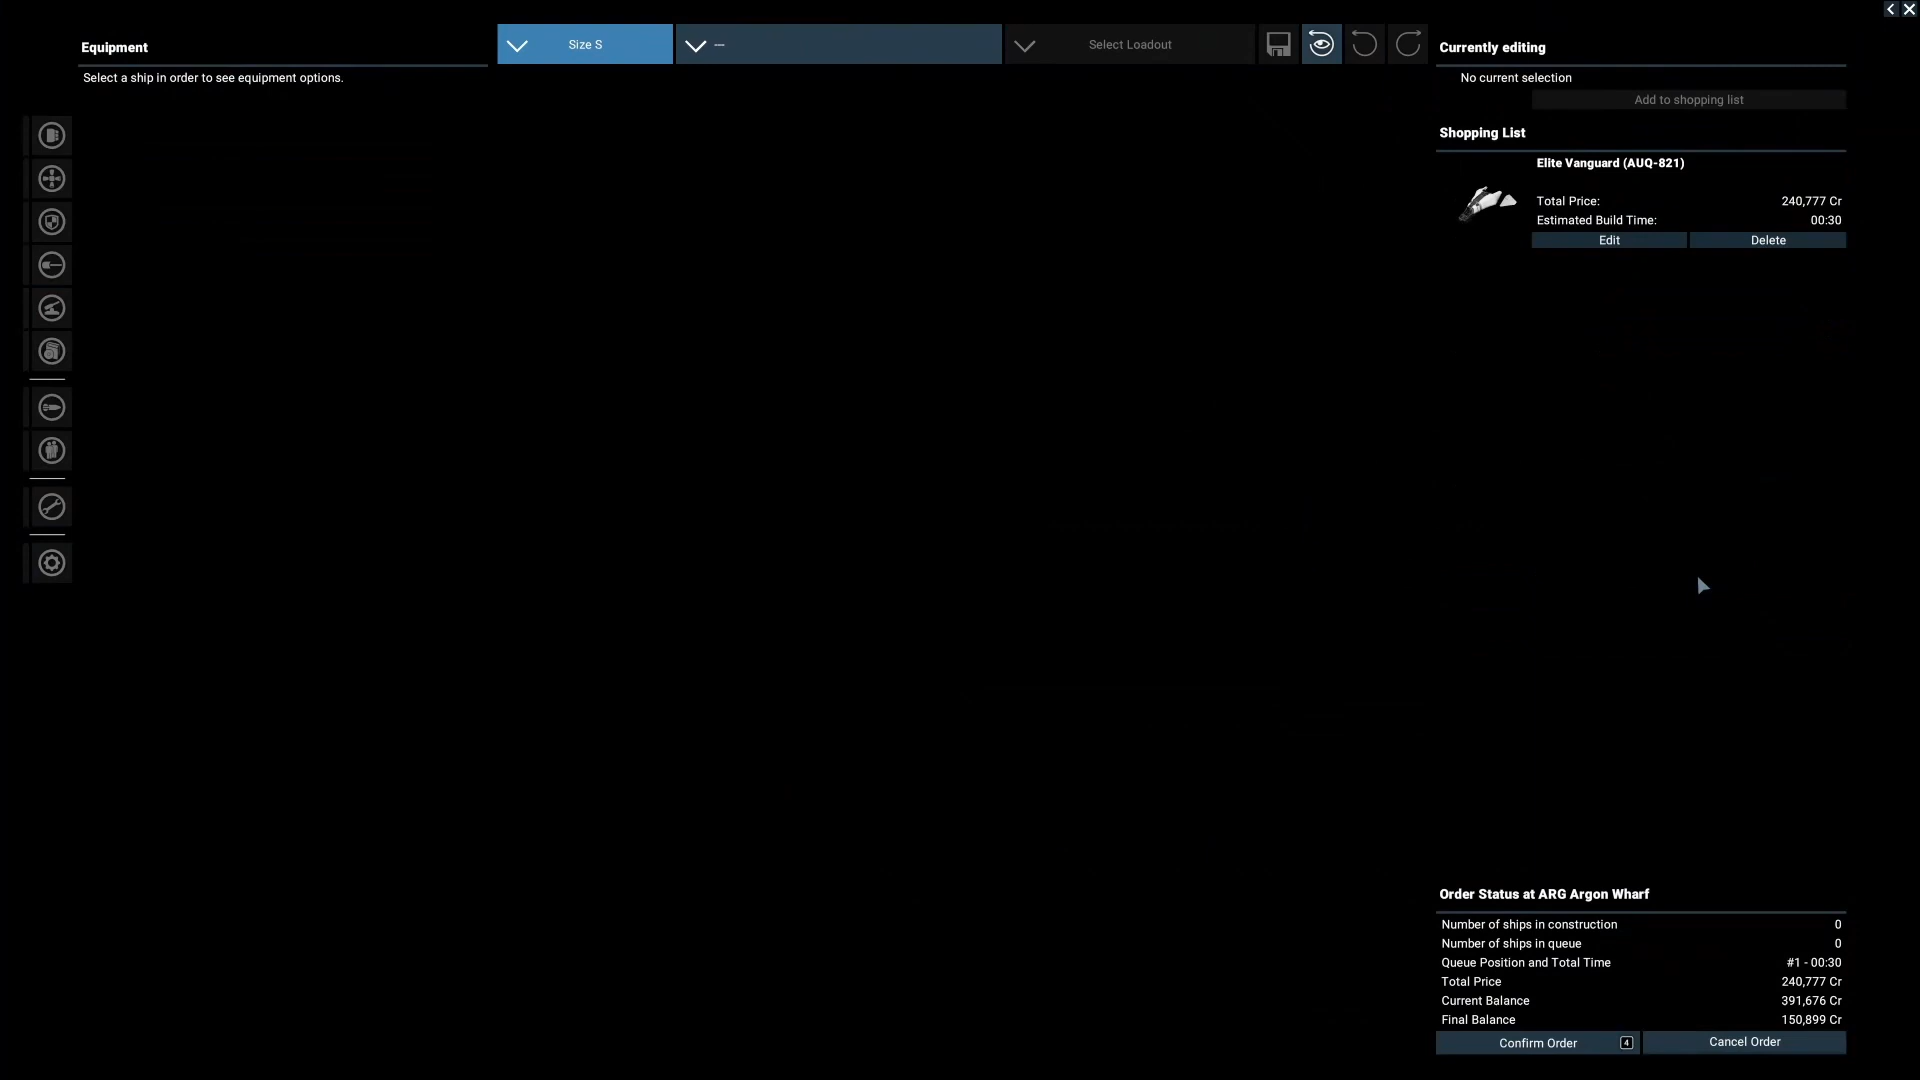 Equipment
Select a ship in order to see equipment options.
Size S
—
Select Loadout
Currently editing
No current selection
Add to shopping list
Shopping List
Elite Vanguard (AUQ-821)
Total Price: 240,777 Cr
Estimated Build Time: 00:30
Edit Delete
Order Status at ARG Argon Wharf
Number of ships in construction 0
Number of ships in queue 0
Queue Position and Total Time #1 - 00:30
Total Price 240,777 Cr
Current Balance 391,676 Cr
Final Balance 150,899 Cr
Confirm Order 4 Cancel Order